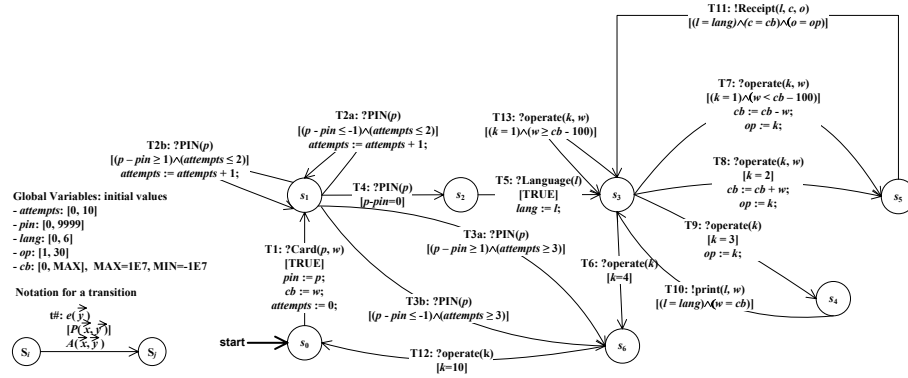 T11: !Receipt(l, c, o)
[(l = lang)∧(c = cb)∧(o = op)]
T7: ?operate(k, w)
[(k = 1)∧(w < cb – 100)]
cb := cb - w;
op := k;
T2a: ?PIN(p)
[(p - pin ≤ -1)∧(attempts ≤ 2)]
attempts := attempts + 1;
T13: ?operate(k, w)
[(k = 1)∧(w ≥ cb - 100)]
T2b: ?PIN(p)
[(p – pin ≥ 1)∧(attempts ≤ 2)]
attempts := attempts + 1;
T8: ?operate(k, w)
[k = 2]
cb := cb + w;
op := k;
T4: ?PIN(p)
[p-pin=0]
T5: ?Language(l)
[TRUE]
lang := l;
s1
s2
s3
s5
Global Variables: initial values
- attempts: [0, 10]
- pin: [0, 9999]
- lang: [0, 6]
- op: [1, 30]
- cb: [0, MAX], MAX=1E7, MIN=-1E7
T3a: ?PIN(p)
[(p – pin ≥ 1)∧(attempts ≥ 3)]
T9: ?operate(k)
[k = 3]
op := k;
T1: ?Card(p, w)
[TRUE]
pin := p;
cb := w;
attempts := 0;
T6: ?operate(k)
[k=4]
T10: !print(l, w)
[(l = lang)∧(w = cb)]
s4
Notation for a transition
t#: e(y)
[P(x, y)]
A(x, y)
Si
Sj
T3b: ?PIN(p)
[(p - pin ≤ -1)∧(attempts ≥ 3)]
start
s0
s6
T12: ?operate(k)
[k=10]